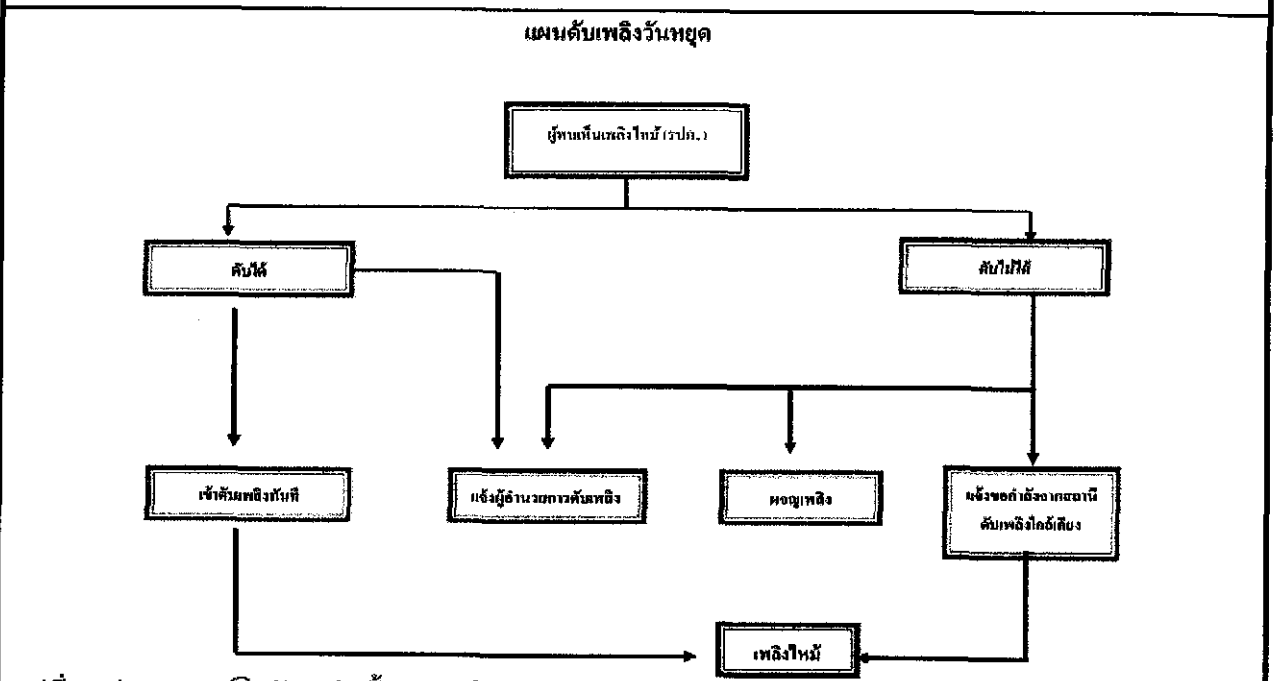 แผนดับเพลิงวันหยุด
ผู้พบเห็นเพลิงไหม้ (รปภ.)
ดับได้
ดับไม่ได้
เข้าดับเพลิงทันที
แจ้งผู้อำนวยการดับเพลิง
ผจญเพลิง
แจ้งขอกำลังจากสถานี
ดับเพลิงใกล้เคียง
เพลิงไหม้